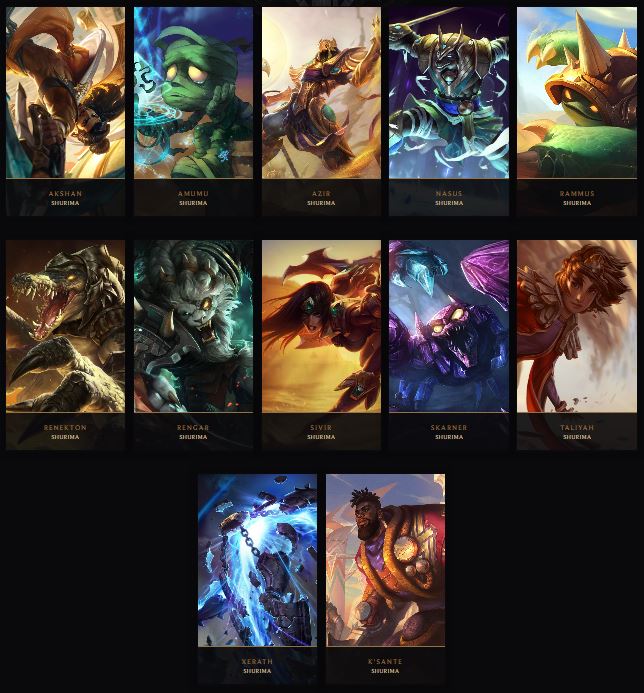 AKSHAN
SHURIMA
AMUMU
SHURIMA
AZIR
SHURIMA
NASUS
SHURIMA
RAMMUS
SHURIMA
RENEKTON
SHURIMA
RENGAR
SHURIMA
SIVIR
SHURIMA
SKARNER
SHURIMA
TALIYAH
SHURIMA
XERATH
SHURIMA
K'SANTE
SHURIMA